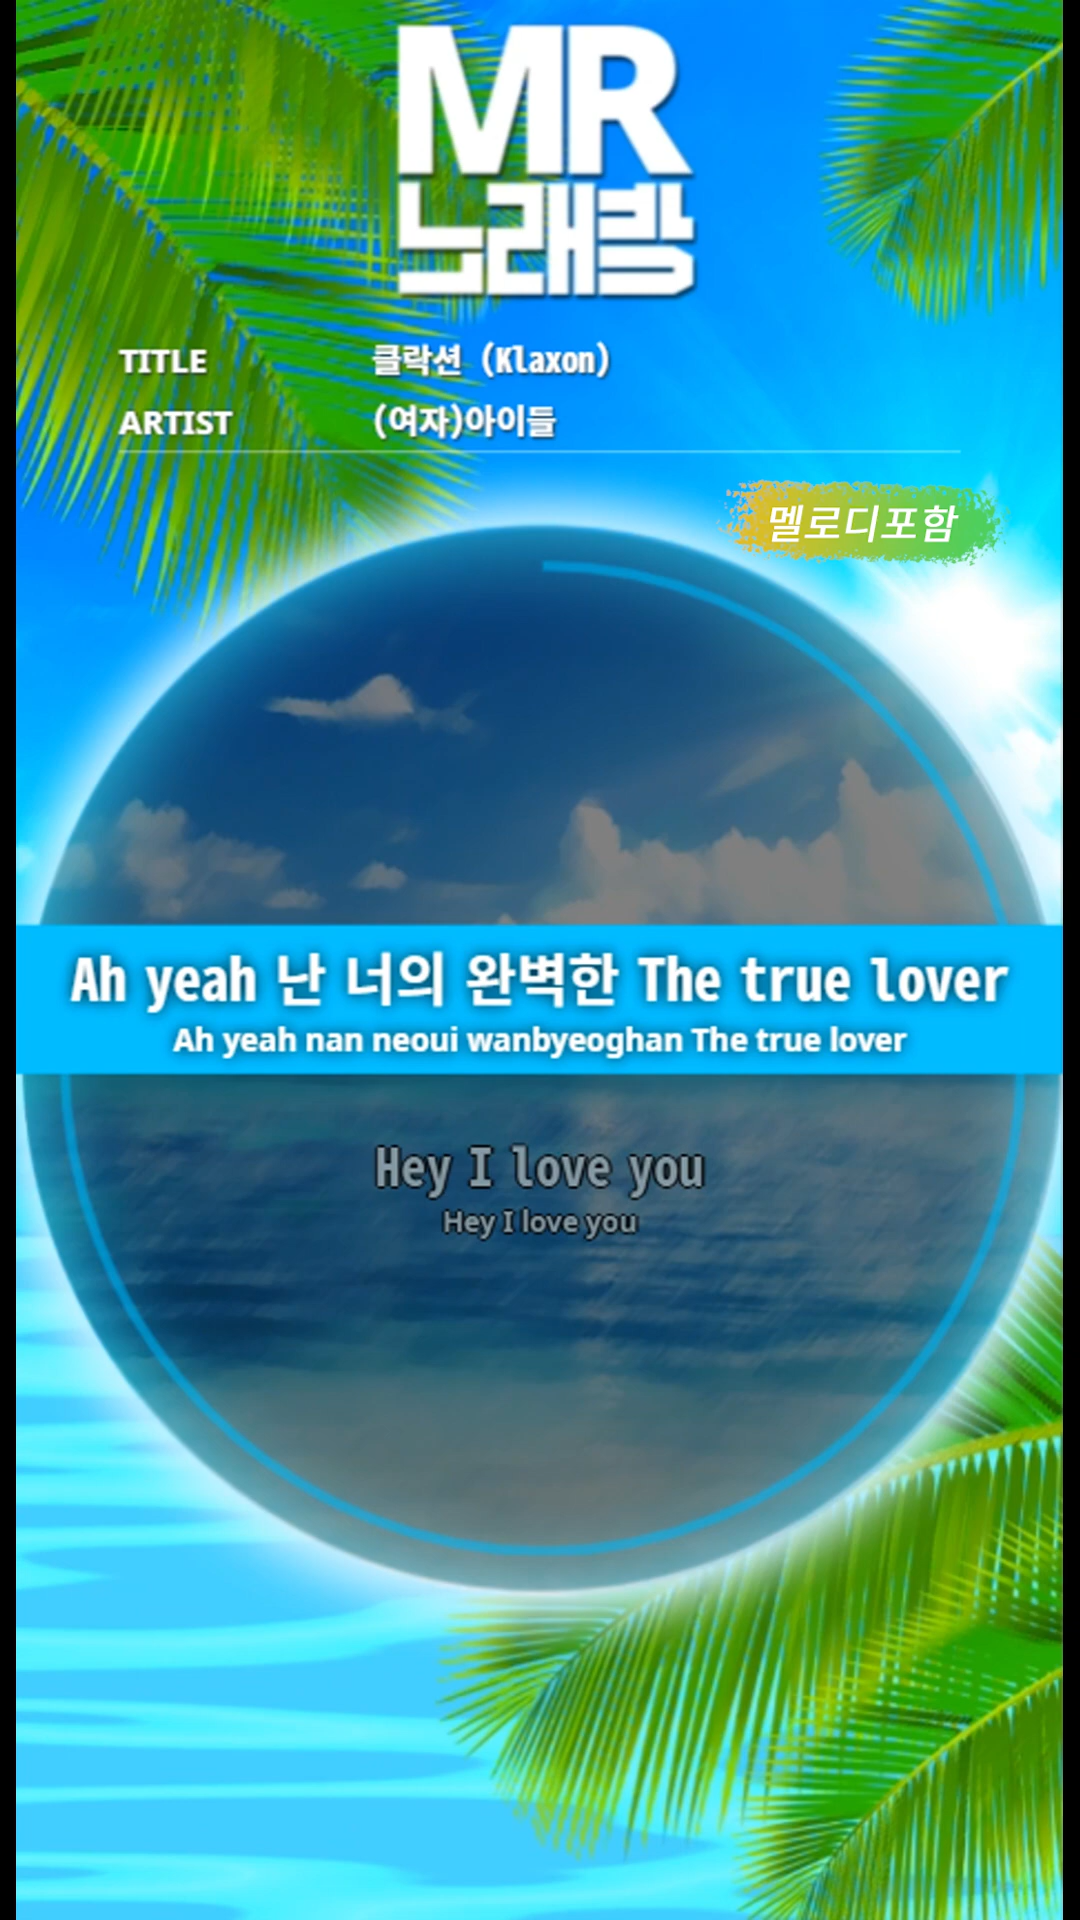 MR
노래캉
TITLE 클락션 (Klaxon)
ARTIST (여자)아이들
멜로디포함
Ah yeah 난 너의 완벽한 The true lover
Ah yeah nan neoui wanbyeoghan The true lover
Hey I love you
Hey I love you